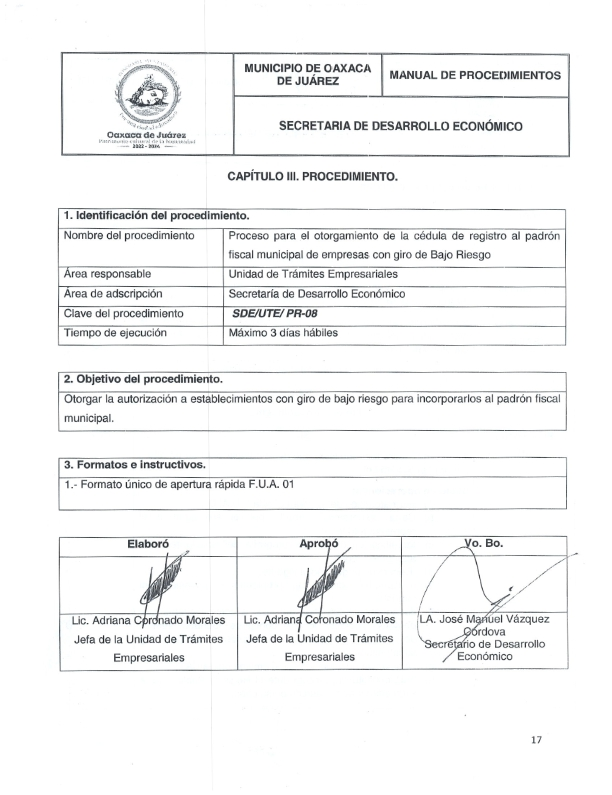 MUNICIPIO DE OAXACA
DE JUÁREZ
MANUAL DE PROCEDIMIENTOS
Oaxaca de Juárez
Patrimonio cultural de la humanidad
2022 - 2024
SECRETARIA DE DESARROLLO ECONÓMICO
CAPÍTULO III. PROCEDIMIENTO.
1. Identificación del procedimiento.
Nombre del procedimiento
Proceso para el otorgamiento de la cédula de registro al padrón
fiscal municipal de empresas con giro de Bajo Riesgo
Área responsable
Unidad de Trámites Empresariales
Área de adscripción
Secretaría de Desarrollo Económico
Clave del procedimiento
SDE/UTE/ PR-08
Tiempo de ejecución
Máximo 3 días hábiles
2. Objetivo del procedimiento.
Otorgar la autorización a establecimientos con giro de bajo riesgo para incorporarlos al padrón fiscal
municipal.
3. Formatos e instructivos.
1.- Formato único de apertura rápida F.U.A. 01
Elaboró
Aprobó
Vo. Bo.
Lic. Adriana Coronado Morales
Jefa de la Unidad de Trámites
Empresariales
Lic. Adriana Coronado Morales
Jefa de la Unidad de Trámites
Empresariales
LA. José Manuel Vázquez
Córdova
Secretario de Desarrollo
Económico
17